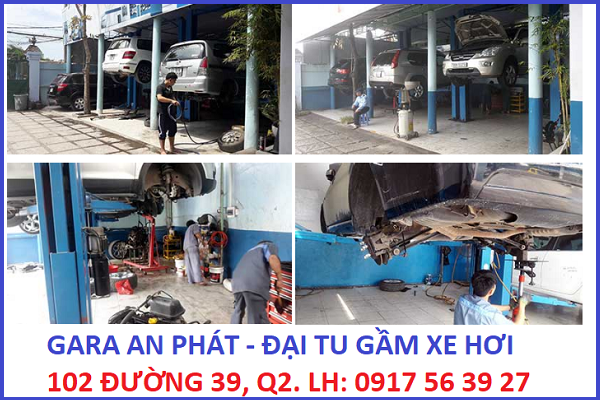 GARA AN PHÁT - ĐẠI TU GẦM XE HƠI
102 ĐƯỜNG 39, Q2. LH: 0917 56 39 27